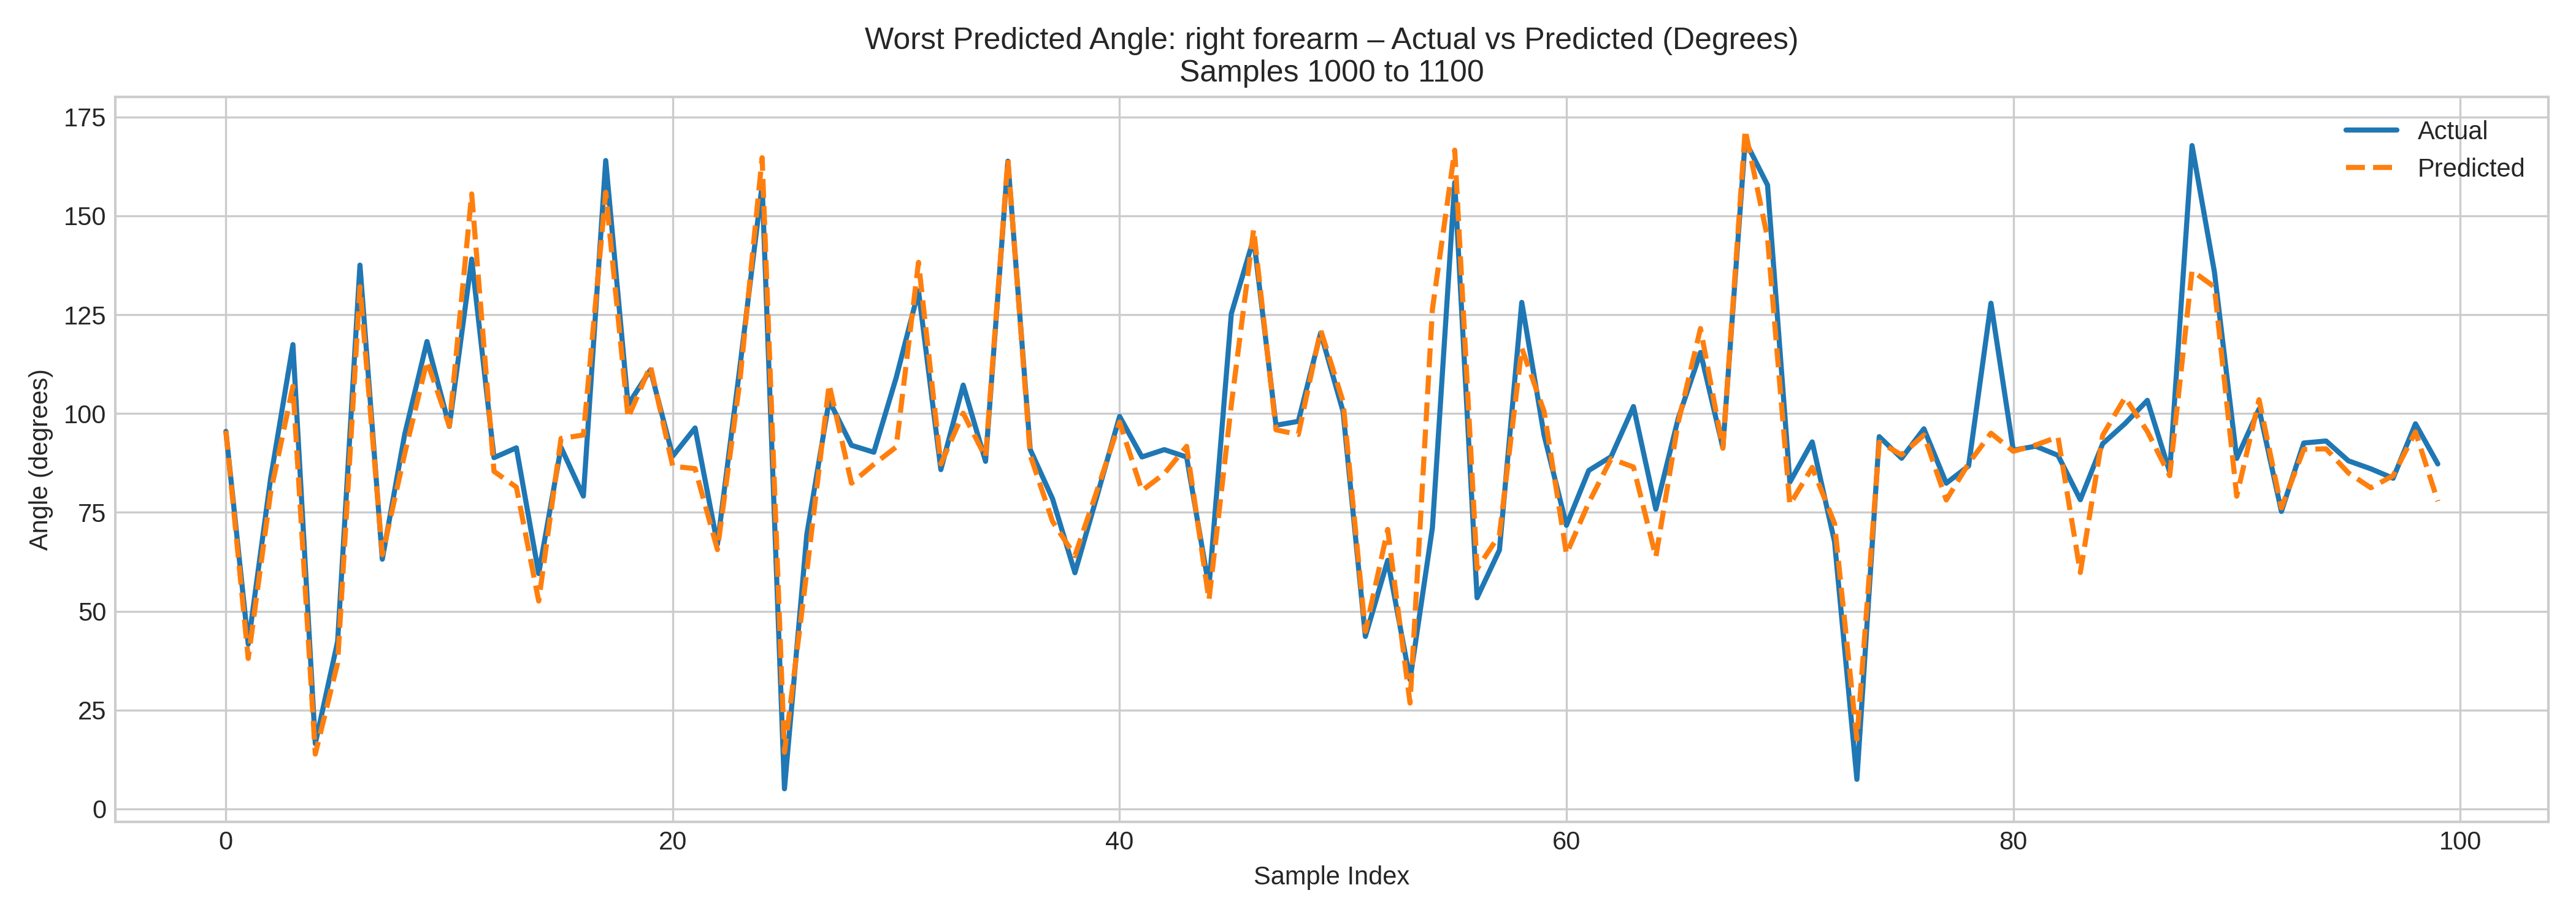 Worst Predicted Angle: right forearm – Actual vs Predicted (Degrees)
Samples 1000 to 1100
Actual
Predicted
Angle (degrees)
175
150
125
100
75
50
25
0
0 20 40 60 80 100
Sample Index